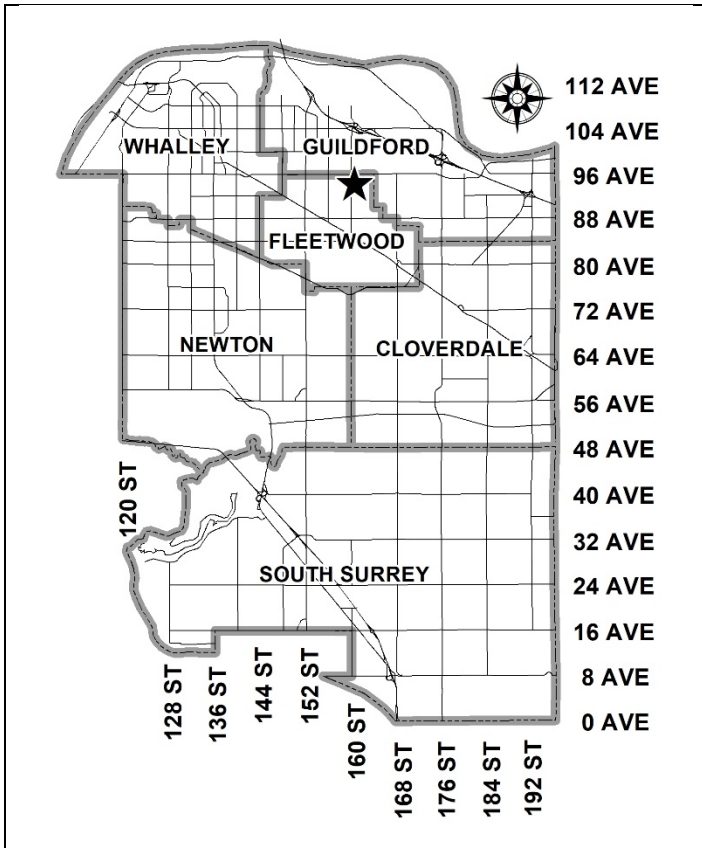 112 AVE
104 AVE
WHALLEY
GUILDFORD
96 AVE
88 AVE
FLEETWOOD
80 AVE
72 AVE
NEWTON
CLOVERDALE
64 AVE
56 AVE
48 AVE
120 ST
40 AVE
32 AVE
SOUTH SURREY
24 AVE
16 AVE
8 AVE
0 AVE
128 ST
136 ST
144 ST
152 ST
160 ST
168 ST
176 ST
184 ST
192 ST